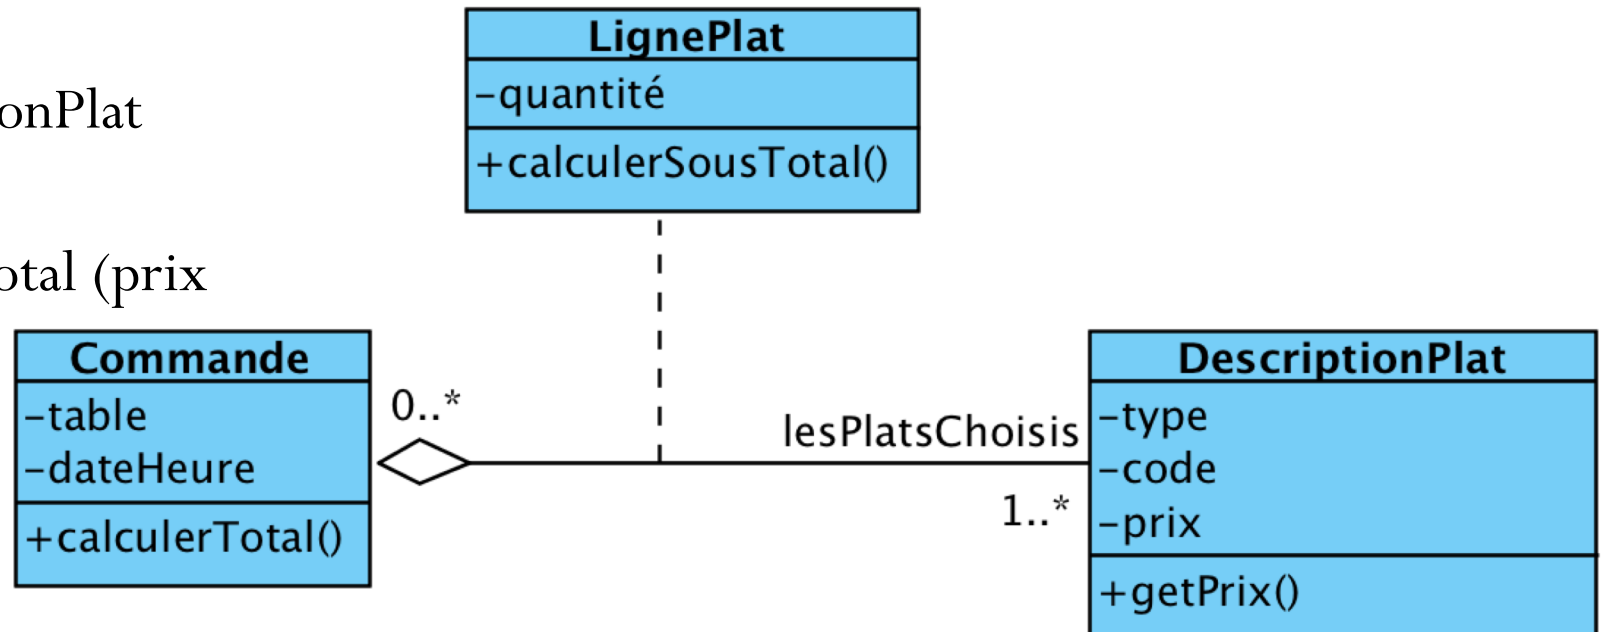 onPlat
otal (prix
LignePlat
-quantité
+calculerSousTotal()
Commande
-table
-dateHeure
+calculerTotal()
0..*
lesPlatsChoisis
1..*
DescriptionPlat
-type
-code
-prix
+getPrix()